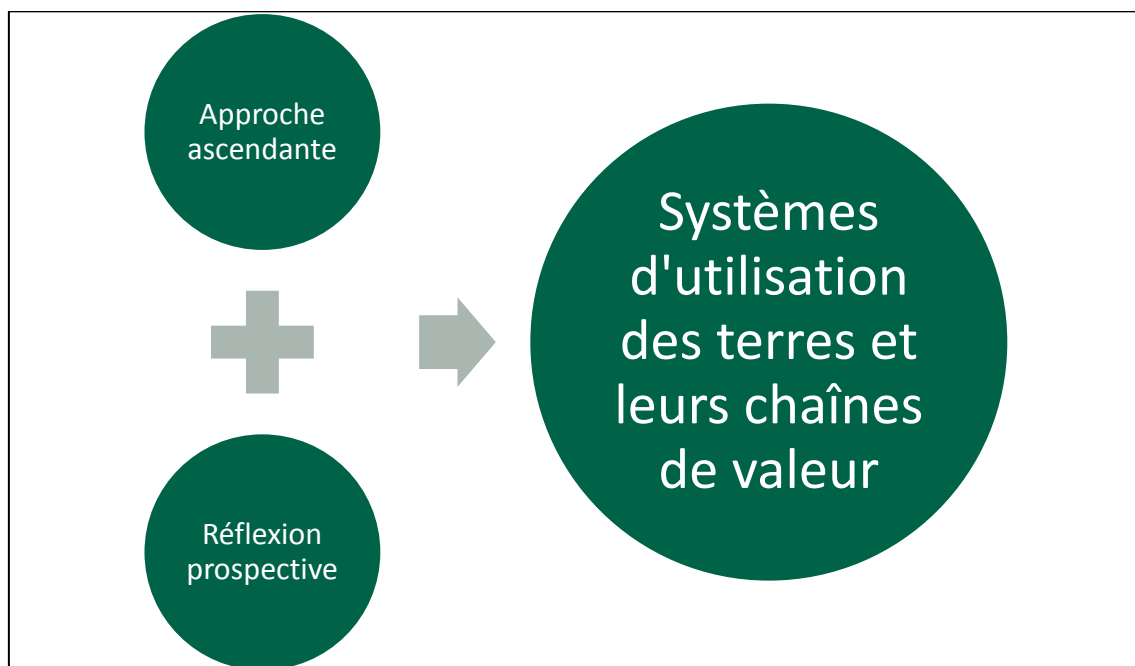 Approche
ascendante
Réflexion
prospective
Systèmes
d'utilisation
des terres et
leurs chaînes
de valeur